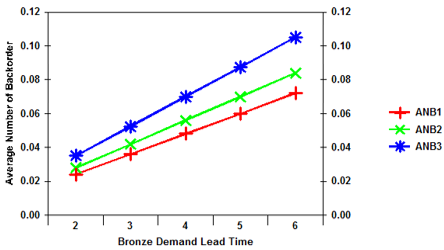 0.12 0.12
0.10 0.10
0.08 0.08
0.06 0.06
0.04 0.04
0.02 0.02
0.00 0.00
Average Number of Backorder
2 3 4 5 6
Bronze Demand Lead Time
ANB1
ANB2
ANB3